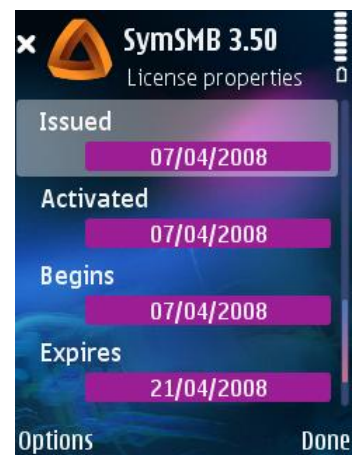 SymSMB 3.50
License properties
Issued
07/04/2008
Activated
07/04/2008
Begins
07/04/2008
Expires
21/04/2008
Options Done